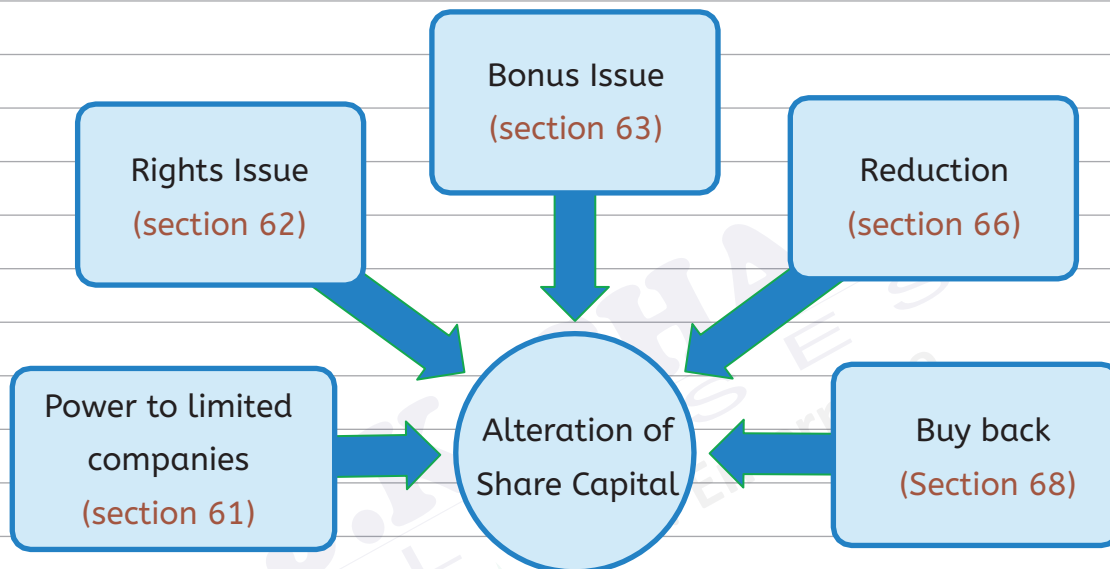 Bonus Issue
(section 63)
Rights Issue
(section 62)
Reduction
(section 66)
Power to limited
companies
(section 61)
Alteration of
Share Capital
Buy back
(Section 68)